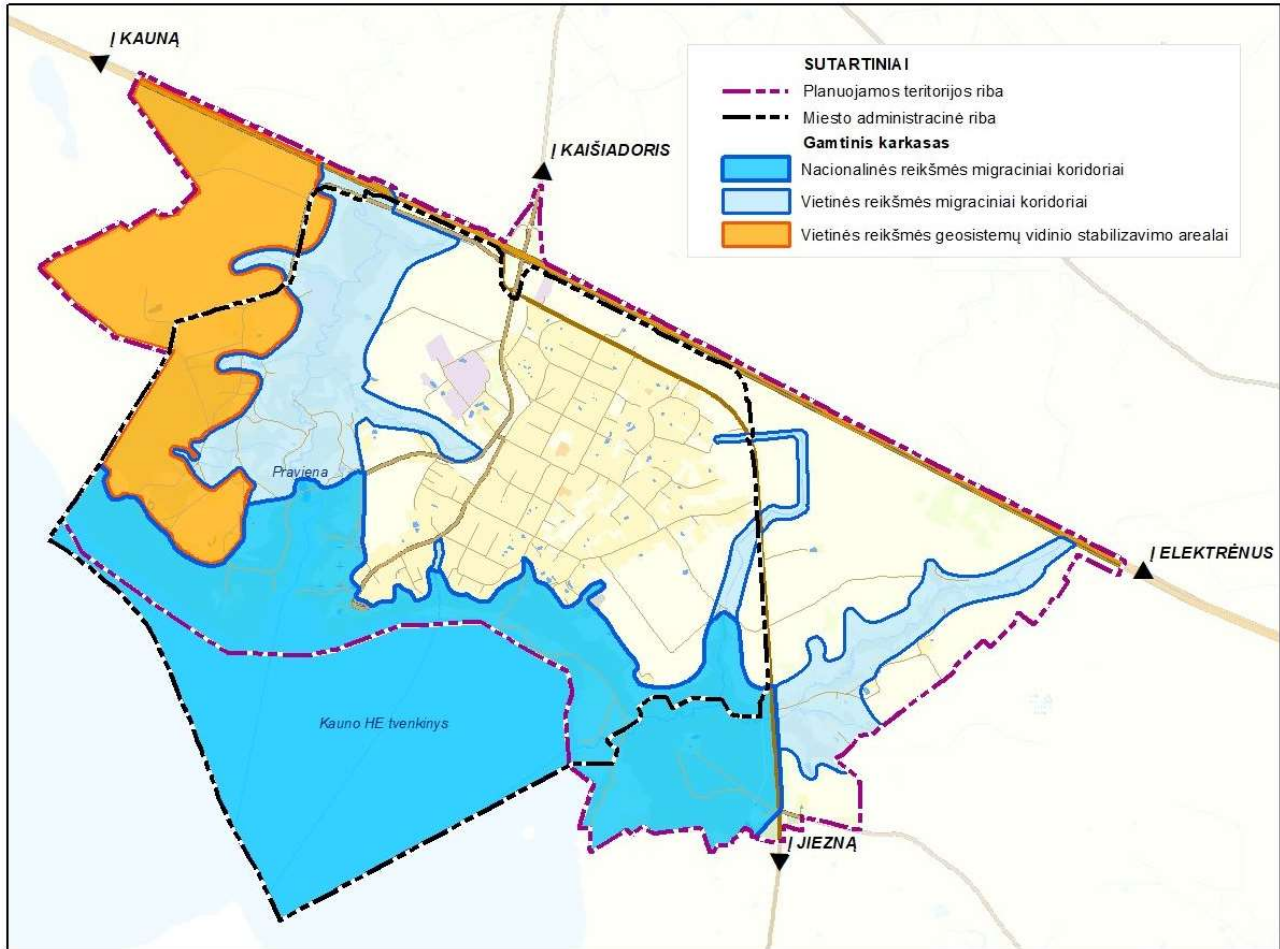 Į KAUNĄ
SUTARTINIAI
Planuojamos teritorijos riba
Miesto administracinė riba
Gamtinis karkasas
Nacionalinės reikšmės migraciniai koridoriai
Vietinės reikšmės migraciniai koridoriai
Vietinės reikšmės geosistemų vidinio stabilizavimo arealai
Į KAIŠIADORIS
Praviena
Į ELEKTRĖNUS
Kauno HE tvenkinys
Į JIEZNĄ